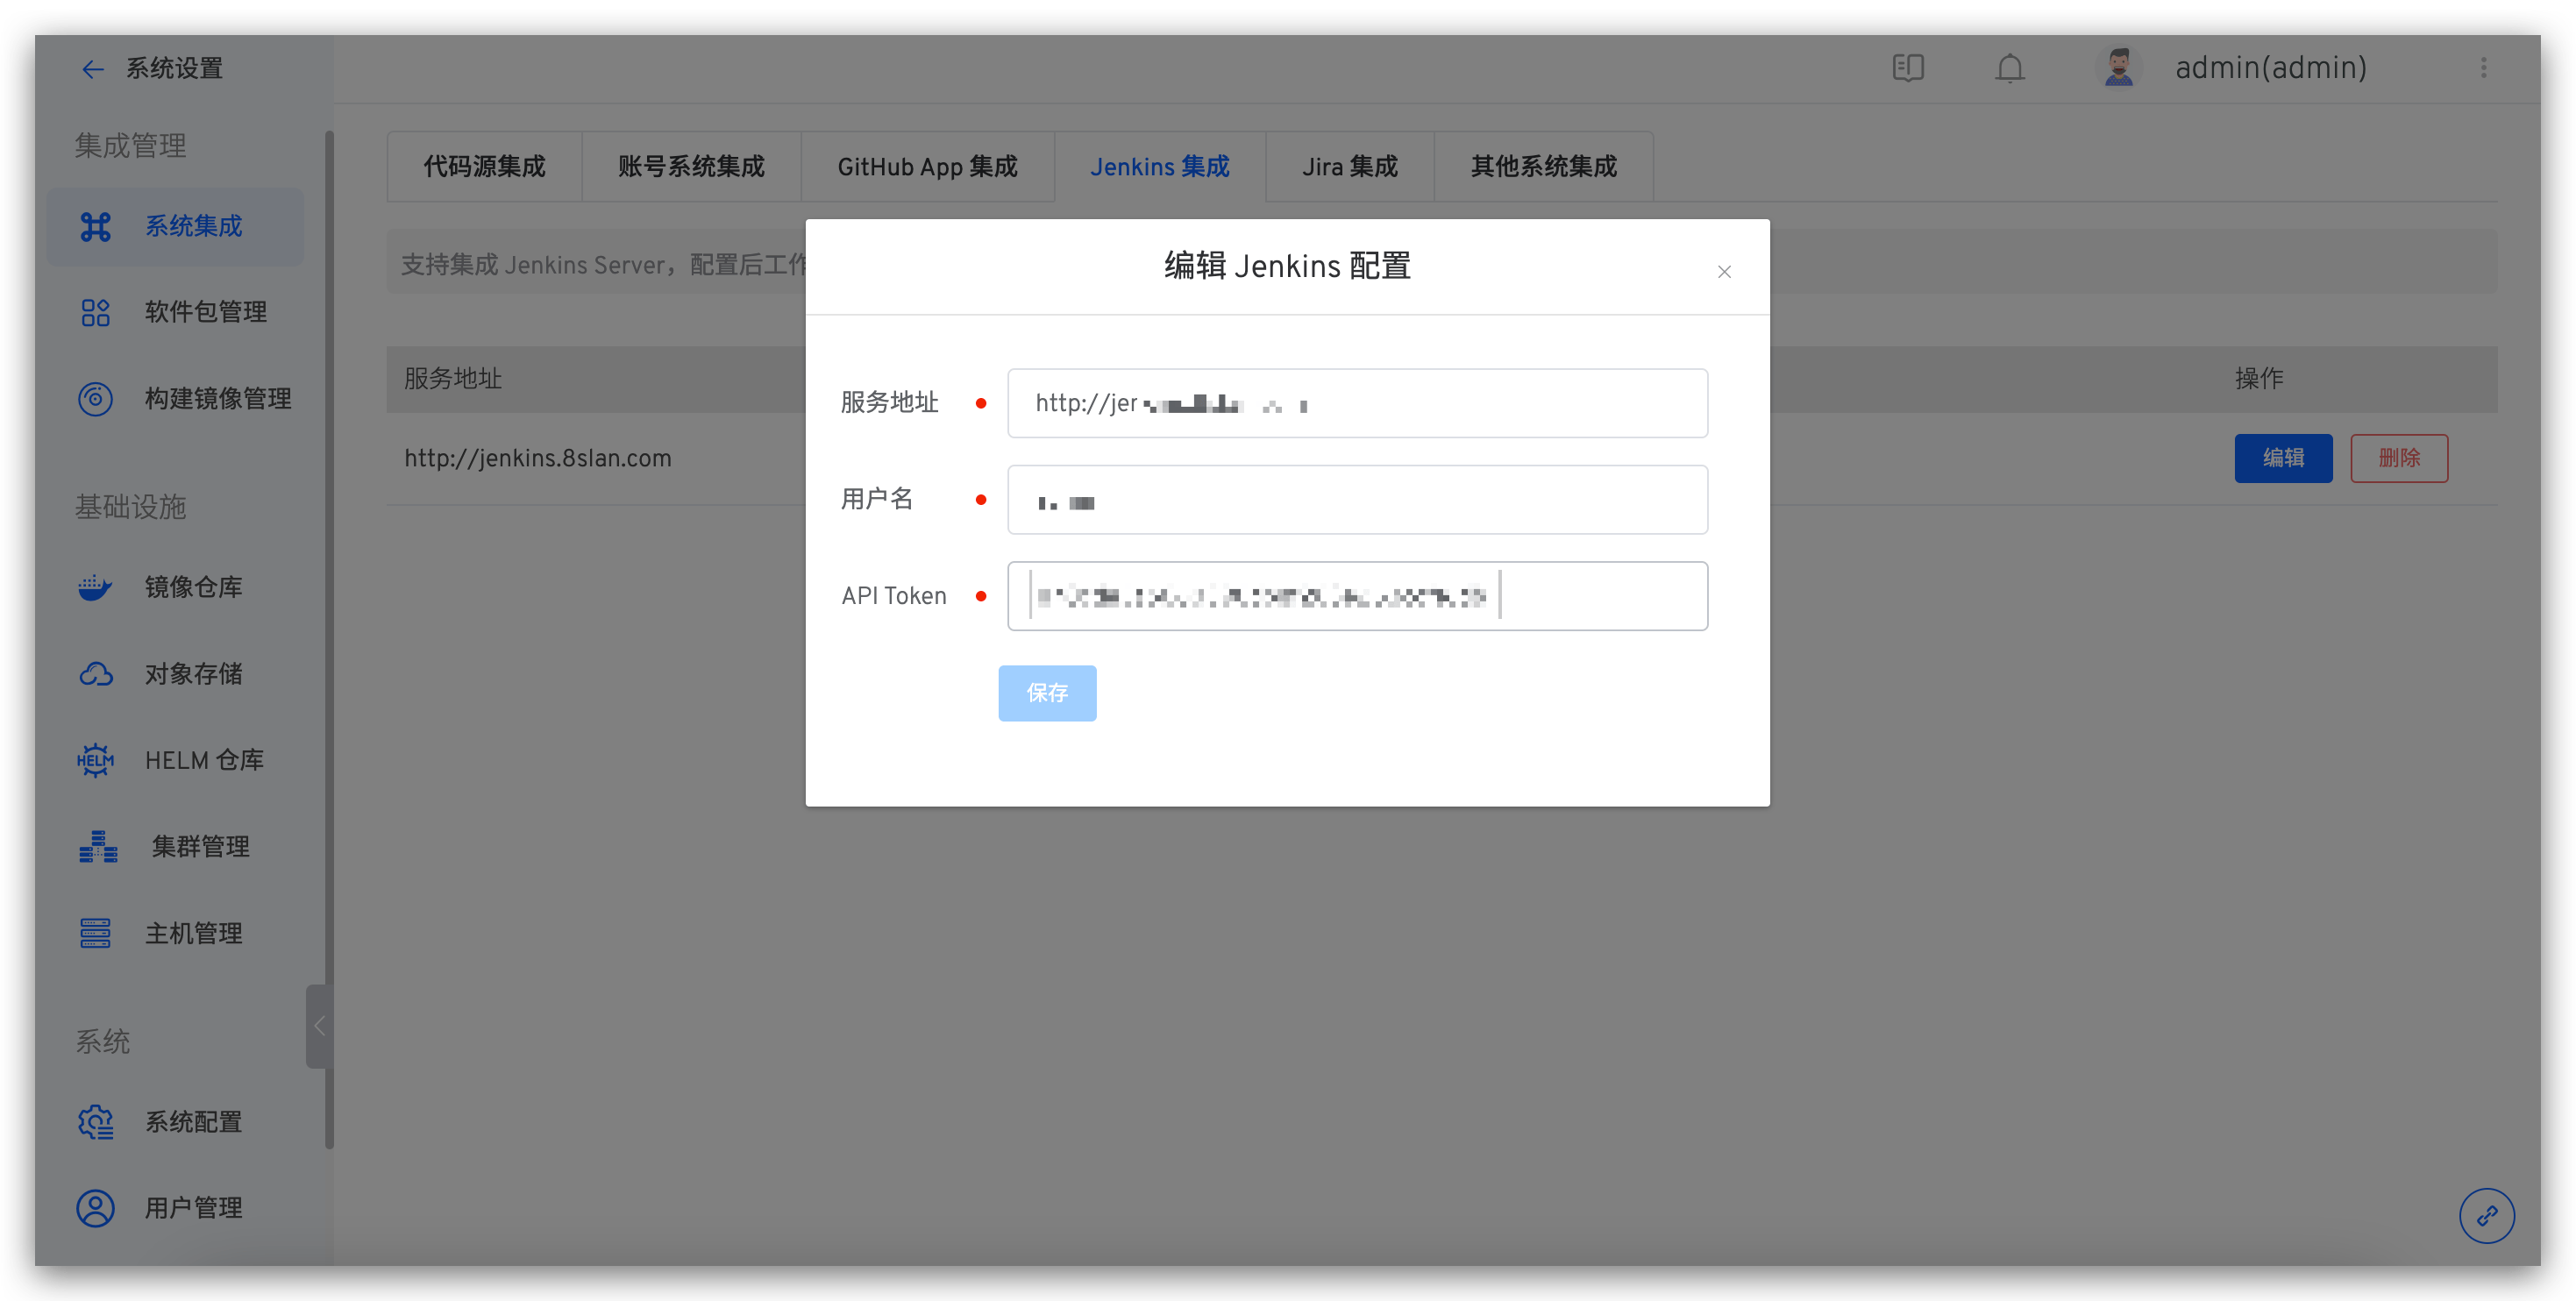 系统设置
admin(admin)
集成管理
系统集成
软件包管理
构建镜像管理
基础设施
镜像仓库
对象存储
HELM 仓库
集群管理
主机管理
系统
系统配置
用户管理
代码源集成
账号系统集成
GitHub App 集成
Jenkins 集成
Jira 集成
其他系统集成
支持集成 Jenkins Server，配置后工作
服务地址
操作
http://jenkins.8slan.com
编辑
删除
编辑 Jenkins 配置
服务地址
http://jer
用户名
API Token
保存